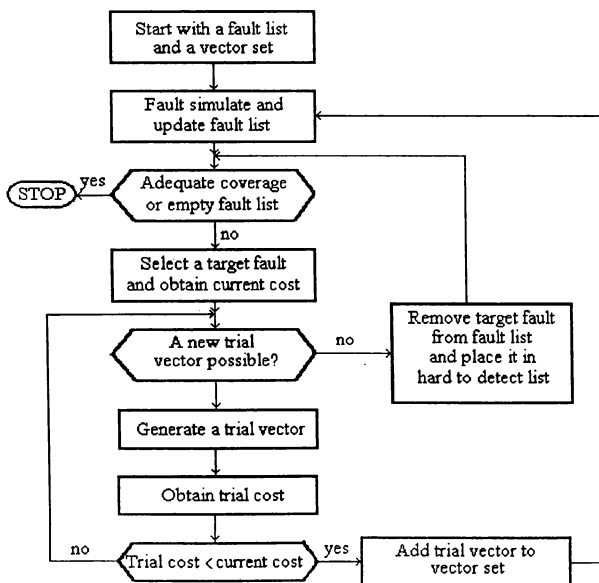 Start with a fault list
and a vector set
Fault simulate and
update fault list
STOP
yes
Adequate coverage
or empty fault list
no
Select a target fault
and obtain current cost
A new trial
vector possible?
no
Remove target fault
from fault list
and place it in
hard to detect list
Generate a trial vector
Obtain trial cost
no
Trial cost < current cost
yes
Add trial vector to
vector set